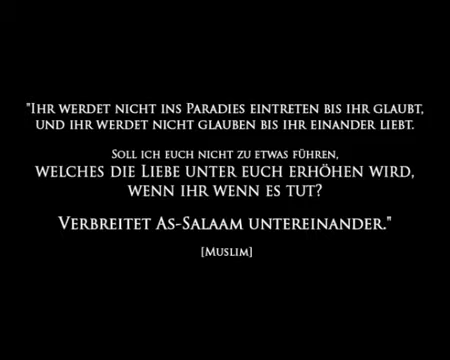 "Ihr werdet nicht ins Paradies eintreten bis ihr glaubt,
und ihr werdet nicht glauben bis ihr einander liebt.
Soll ich euch nicht zu etwas führen,
welches die Liebe unter euch erhöhen wird,
wenn ihr wenn es tut?
Verbreitet As-Salaam untereinander."
[Muslim]